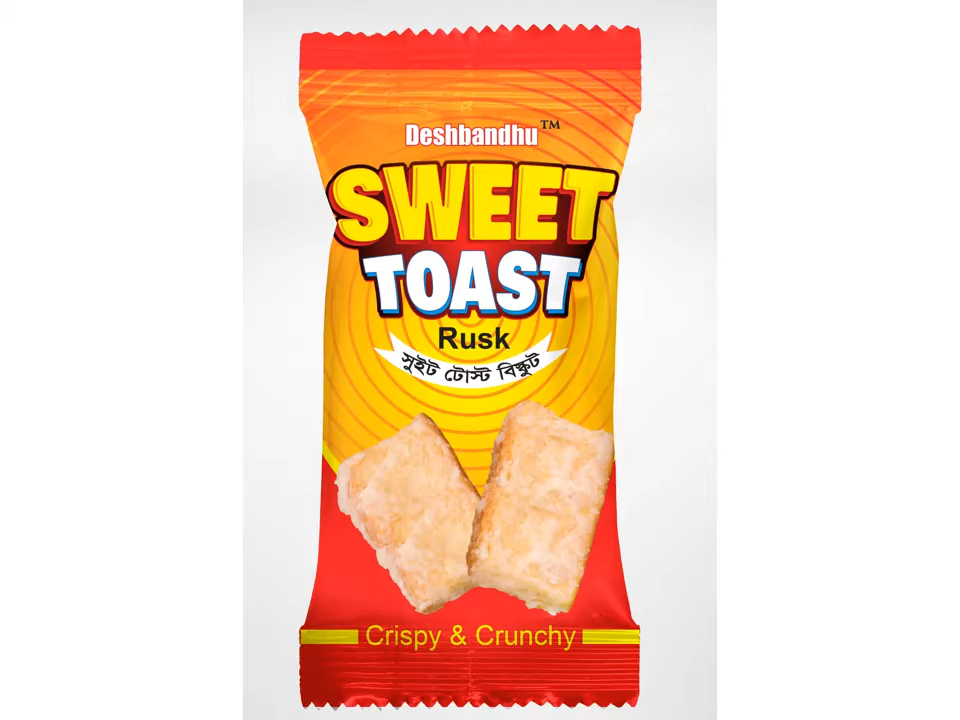 Deshbandhu™
SWEET
TOAST
Rusk
সুইট টোস্ট বিস্কুট
Crispy & Crunchy